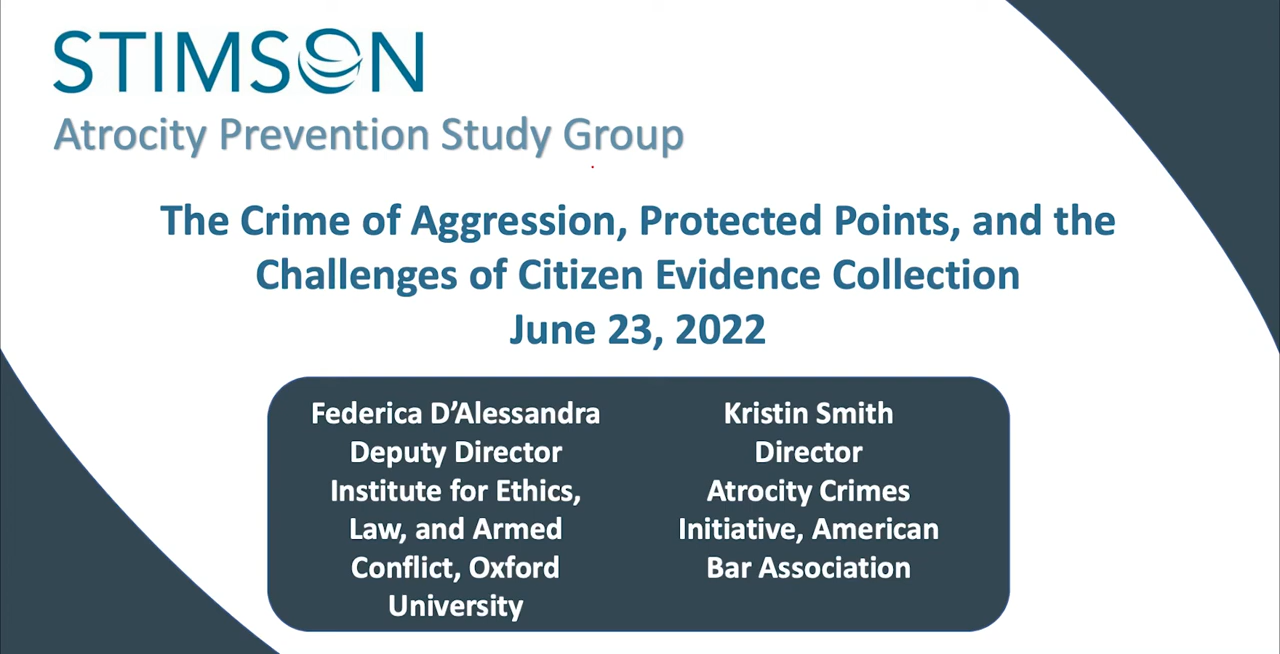 STIMSON
Atrocity Prevention Study Group
The Crime of Aggression, Protected Points, and the
Challenges of Citizen Evidence Collection
June 23, 2022
Federica D’Alessandra
Deputy Director
Institute for Ethics,
Law, and Armed
Conflict, Oxford
University
Kristin Smith
Director
Atrocity Crimes
Initiative, American
Bar Association